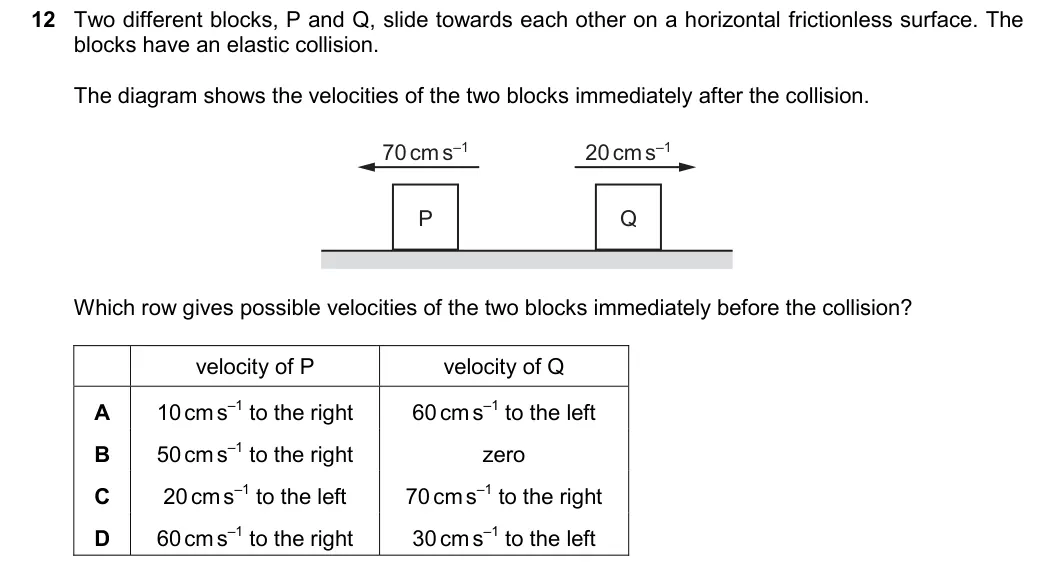 12 Two different blocks, P and Q, slide towards each other on a horizontal frictionless surface. The
blocks have an elastic collision.
The diagram shows the velocities of the two blocks immediately after the collision.
70 cm s⁻¹ 20 cm s⁻¹
P Q
Which row gives possible velocities of the two blocks immediately before the collision?
velocity of P velocity of Q
A 10 cm s⁻¹ to the right 60 cm s⁻¹ to the left
B 50 cm s⁻¹ to the right zero
C 20 cm s⁻¹ to the left 70 cm s⁻¹ to the right
D 60 cm s⁻¹ to the right 30 cm s⁻¹ to the left